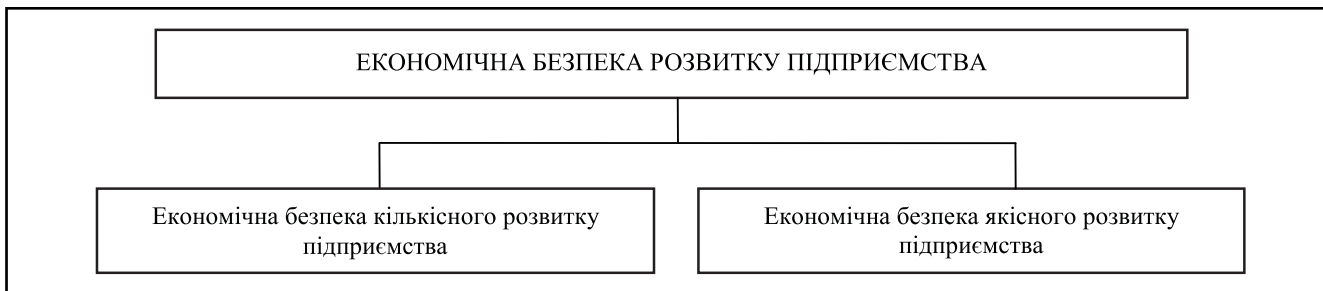 ЕКОНОМІЧНА БЕЗПЕКА РОЗВИТКУ ПІДПРИЄМСТВА
Економічна безпека кількісного розвитку
підприємства
Економічна безпека якісного розвитку
підприємства